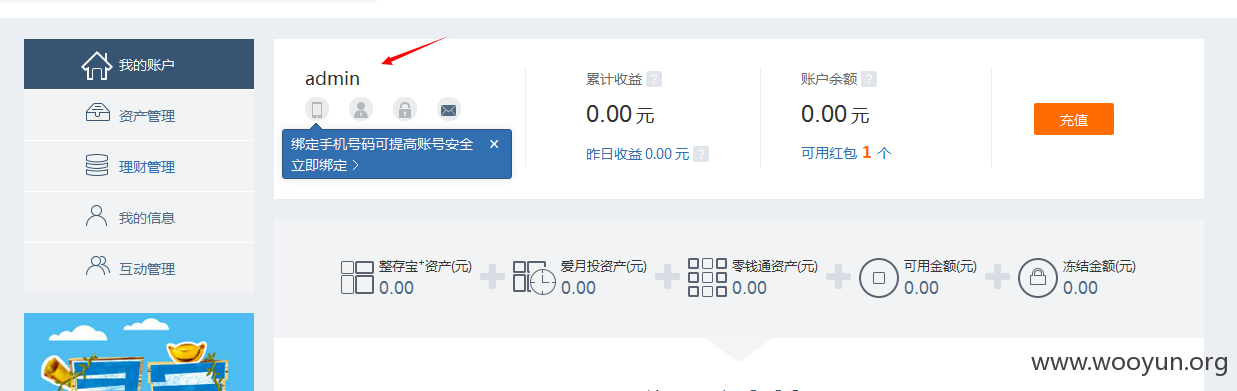 我的账户
资产管理
理财管理
我的信息
互动管理
admin
绑定手机号码可提高账号安全 ×
立即绑定 >
累计收益 ?
0.00 元
昨日收益 0.00 元 ?
账户余额 ?
0.00 元
可用红包 1 个
充值
整存宝+资产(元)
0.00
爱月投资产(元)
0.00
零钱通资产(元)
0.00
可用金额(元)
0.00
冻结金额(元)
0.00
www.wooyun.org